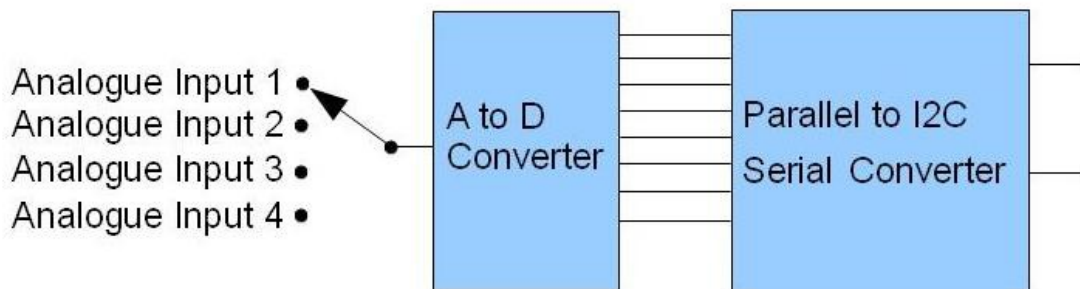 Analogue Input 1
Analogue Input 2
Analogue Input 3
Analogue Input 4
A to D
Converter
Parallel to I2C
Serial Converter